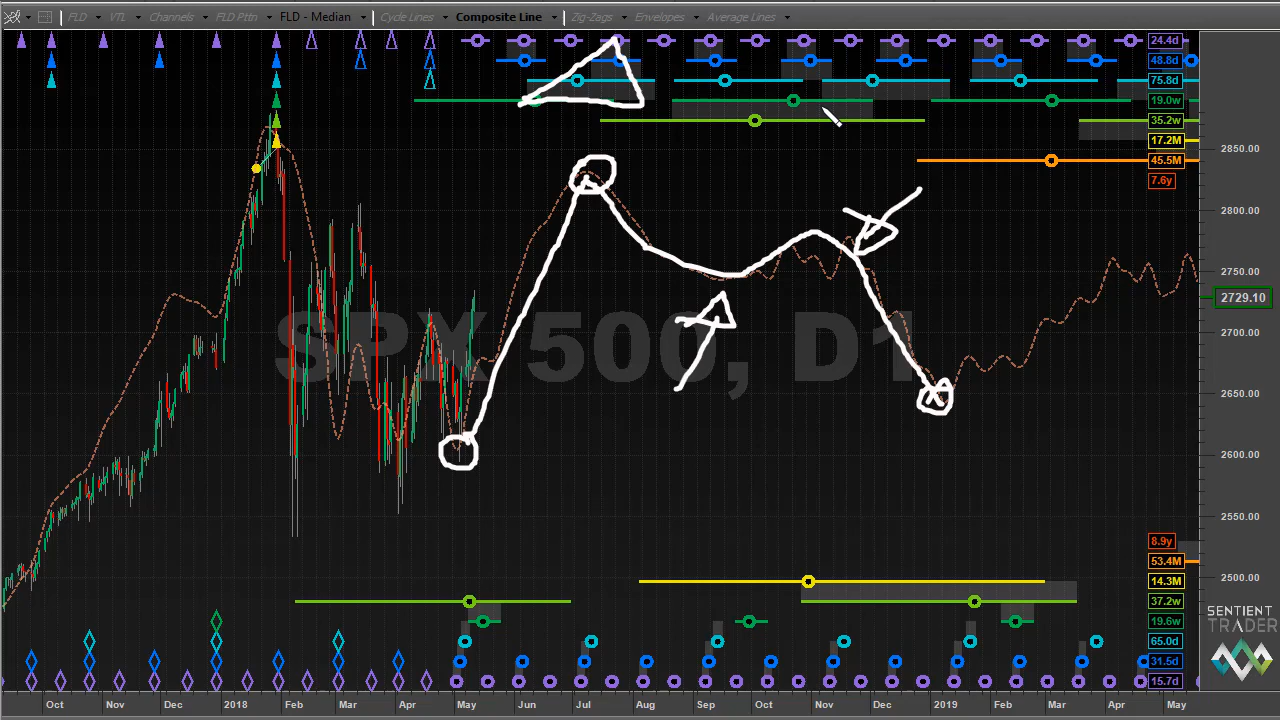 FLD VTL Channels FLD Pttn FLD - Median Cycle Lines Composite Line Zig-Zags Envelopes Average Lines
24.4d
48.8d
75.8d
19.0w
35.2w
17.2M
45.5M
7.6y
2850.00
2800.00
2750.00
2729.10
2700.00
2650.00
2600.00
2550.00
2500.00
SPX 500, D1
8.9y
53.4M
14.3M
37.2w
19.6w
65.0d
31.5d
15.7d
SENTIENT
TRADER
Oct Nov Dec 2018 Feb Mar Apr May Jun Jul Aug Sep Oct Nov Dec 2019 Feb Mar Apr May